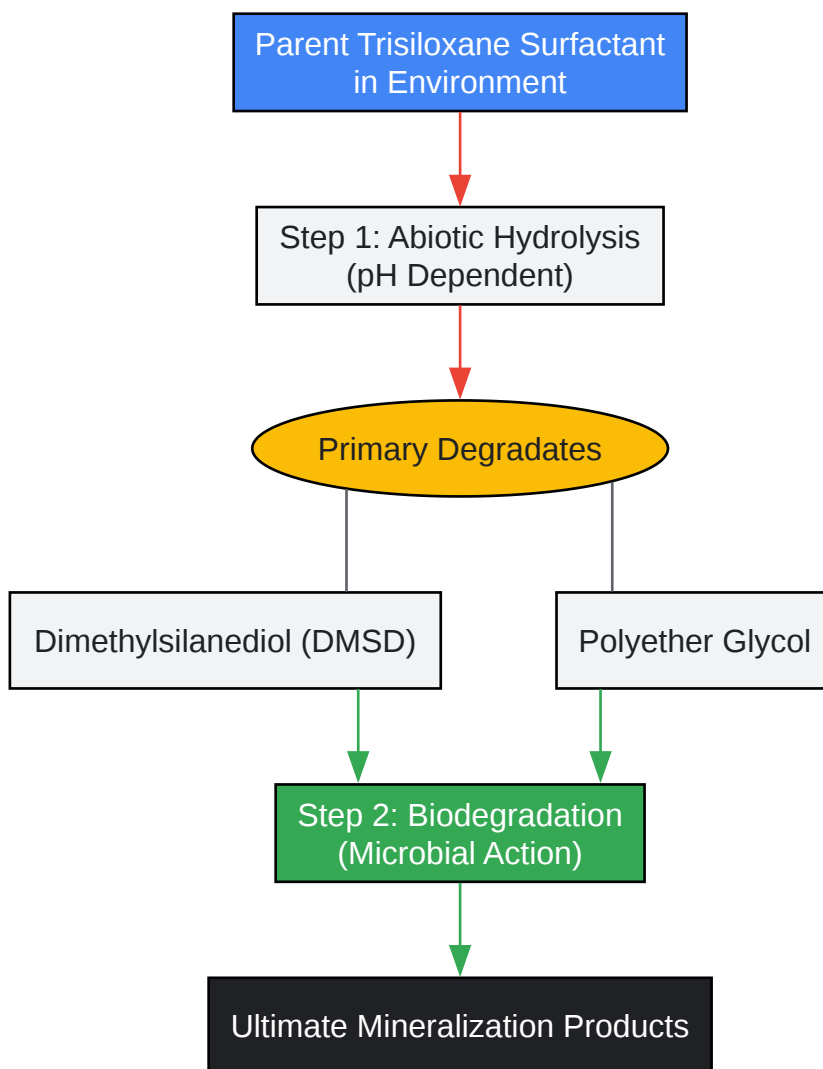 Parent Trisiloxane Surfactant
in Environment
Step 1: Abiotic Hydrolysis
(pH Dependent)
Primary Degradates
Dimethylsilanediol (DMSD)
Polyether Glycol
Step 2: Biodegradation
(Microbial Action)
Ultimate Mineralization Products